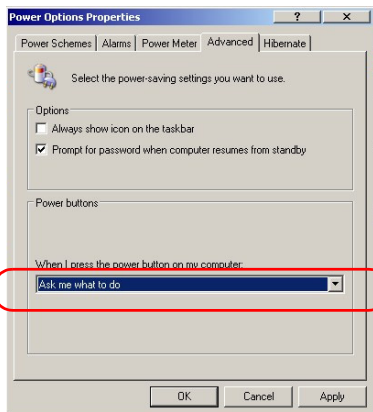 Power Options Properties
Power Schemes Alarms Power Meter Advanced Hibernate
Select the power-saving settings you want to use.
Options
Always show icon on the taskbar
Prompt for password when computer resumes from standby
Power buttons
When I press the power button on my computer:
Ask me what to do
OK Cancel Apply